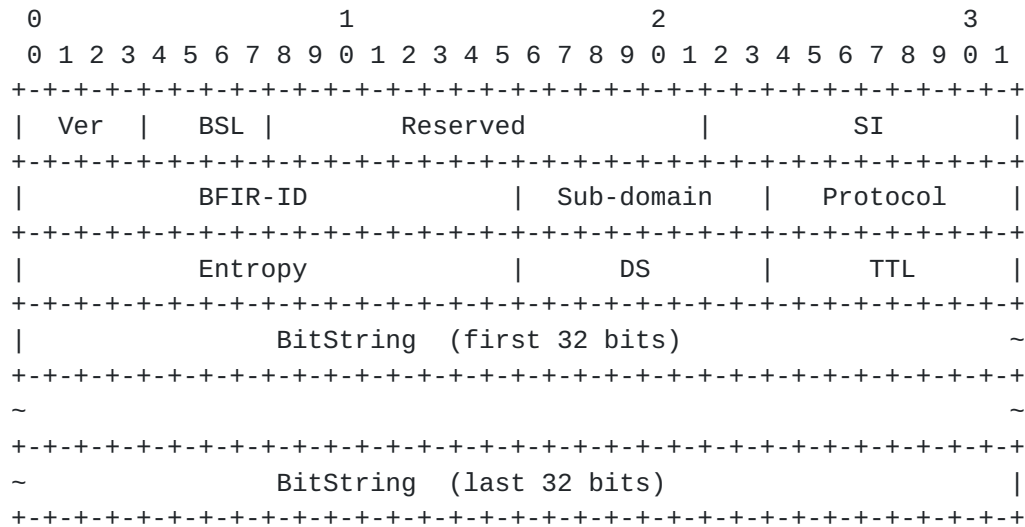 0                   1                   2                   3
 0 1 2 3 4 5 6 7 8 9 0 1 2 3 4 5 6 7 8 9 0 1 2 3 4 5 6 7 8 9 0 1
+-+-+-+-+-+-+-+-+-+-+-+-+-+-+-+-+-+-+-+-+-+-+-+-+-+-+-+-+-+-+-+-+
|  Ver  |   BSL |        Reserved           |         SI        |
+-+-+-+-+-+-+-+-+-+-+-+-+-+-+-+-+-+-+-+-+-+-+-+-+-+-+-+-+-+-+-+-+
|           BFIR-ID             |  Sub-domain   |   Protocol    |
+-+-+-+-+-+-+-+-+-+-+-+-+-+-+-+-+-+-+-+-+-+-+-+-+-+-+-+-+-+-+-+-+
|           Entropy             |      DS       |      TTL      |
+-+-+-+-+-+-+-+-+-+-+-+-+-+-+-+-+-+-+-+-+-+-+-+-+-+-+-+-+-+-+-+-+
|                BitString  (first 32 bits)                     ~
+-+-+-+-+-+-+-+-+-+-+-+-+-+-+-+-+-+-+-+-+-+-+-+-+-+-+-+-+-+-+-+-+
~                                                               ~
+-+-+-+-+-+-+-+-+-+-+-+-+-+-+-+-+-+-+-+-+-+-+-+-+-+-+-+-+-+-+-+-+
~                BitString  (last 32 bits)                      |
+-+-+-+-+-+-+-+-+-+-+-+-+-+-+-+-+-+-+-+-+-+-+-+-+-+-+-+-+-+-+-+-+